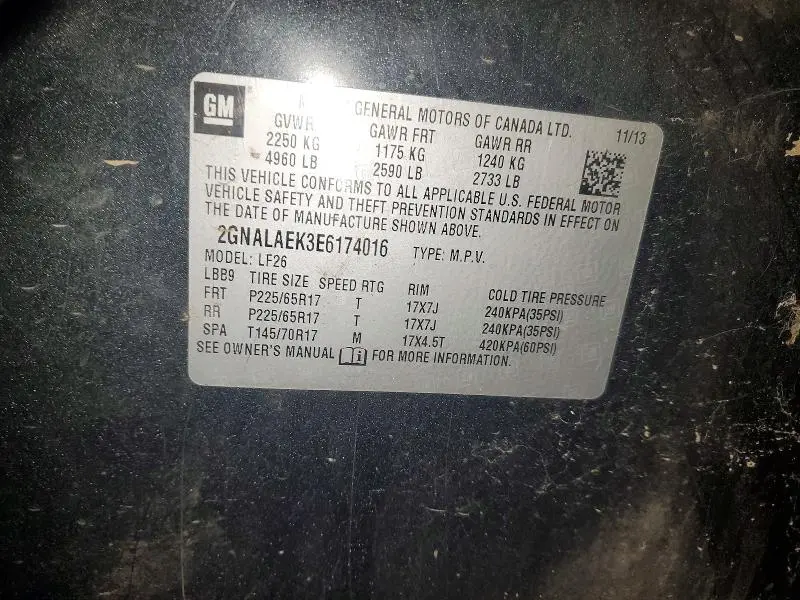 GM
GENERAL MOTORS OF CANADA LTD. 11/13
GVWR GAWR FRT GAWR RR
2250 KG 1175 KG 1240 KG
4960 LB 2590 LB 2733 LB
THIS VEHICLE CONFORMS TO ALL APPLICABLE U.S. FEDERAL MOTOR
VEHICLE SAFETY AND THEFT PREVENTION STANDARDS IN EFFECT ON
THE DATE OF MANUFACTURE SHOWN ABOVE.
2GNALAEK3E6174016 TYPE: M.P.V.
MODEL: LF26
LBB9 TIRE SIZE SPEED RTG RIM COLD TIRE PRESSURE
FRT P225/65R17 T 17X7J 240KPA(35PSI)
RR P225/65R17 T 17X7J 240KPA(35PSI)
SPA T145/70R17 M 17X4.5T 420KPA(60PSI)
SEE OWNER'S MANUAL FOR MORE INFORMATION.